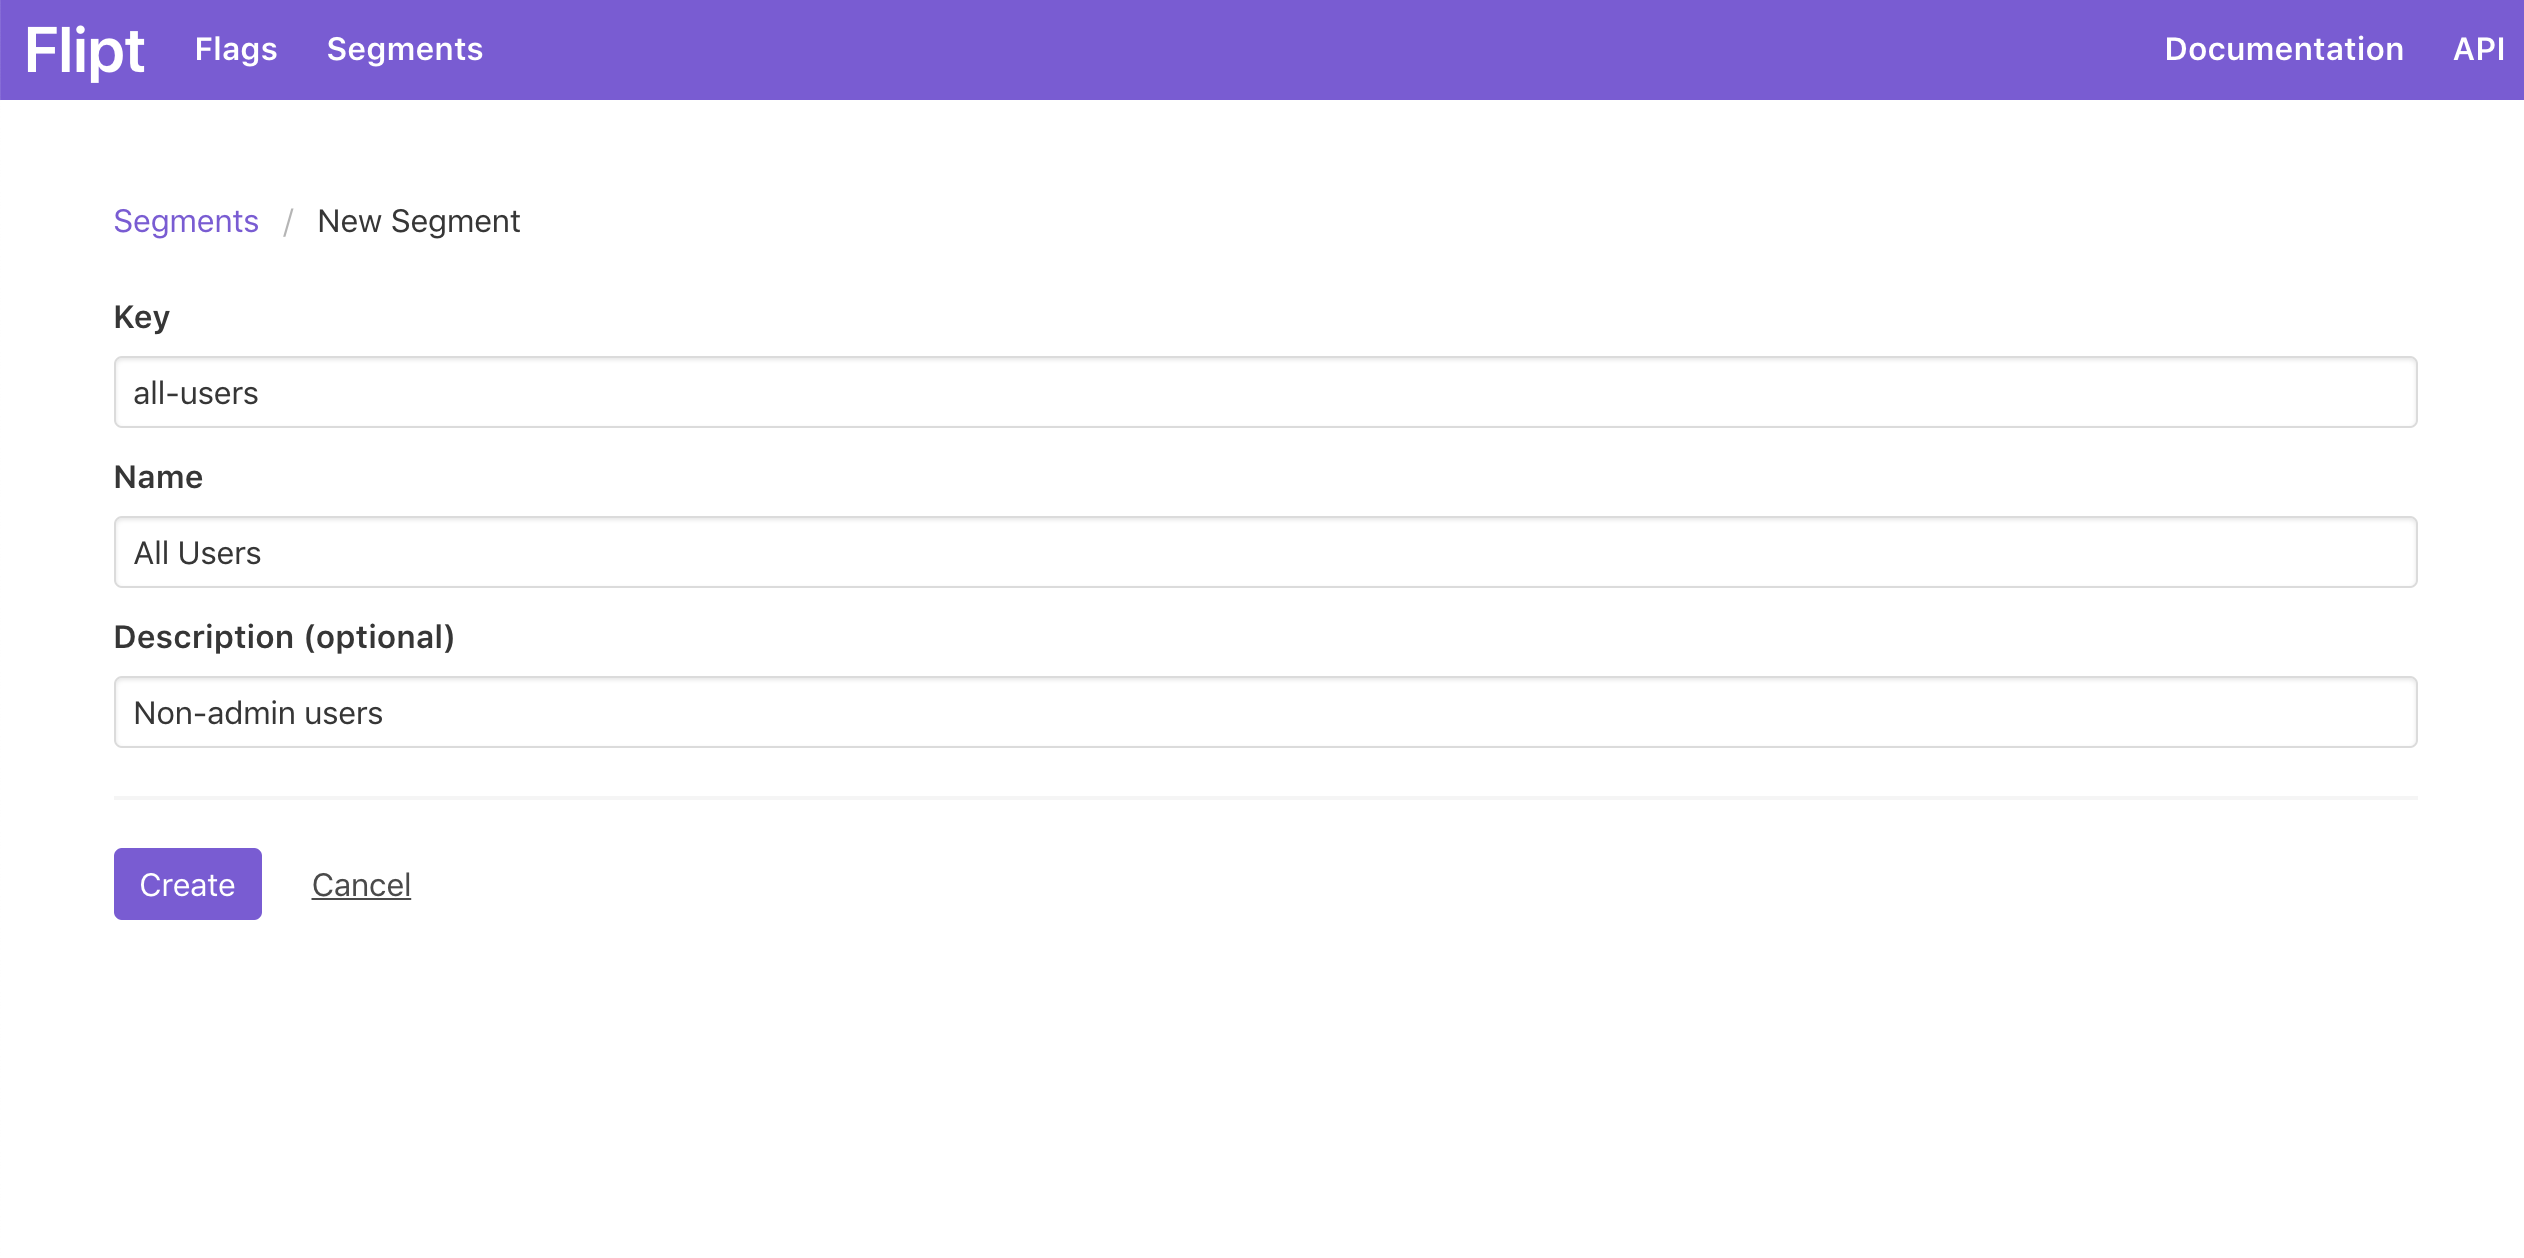 Flipt Flags Segments Documentation API
Segments / New Segment
Key
all-users
Name
All Users
Description (optional)
Non-admin users
Create Cancel